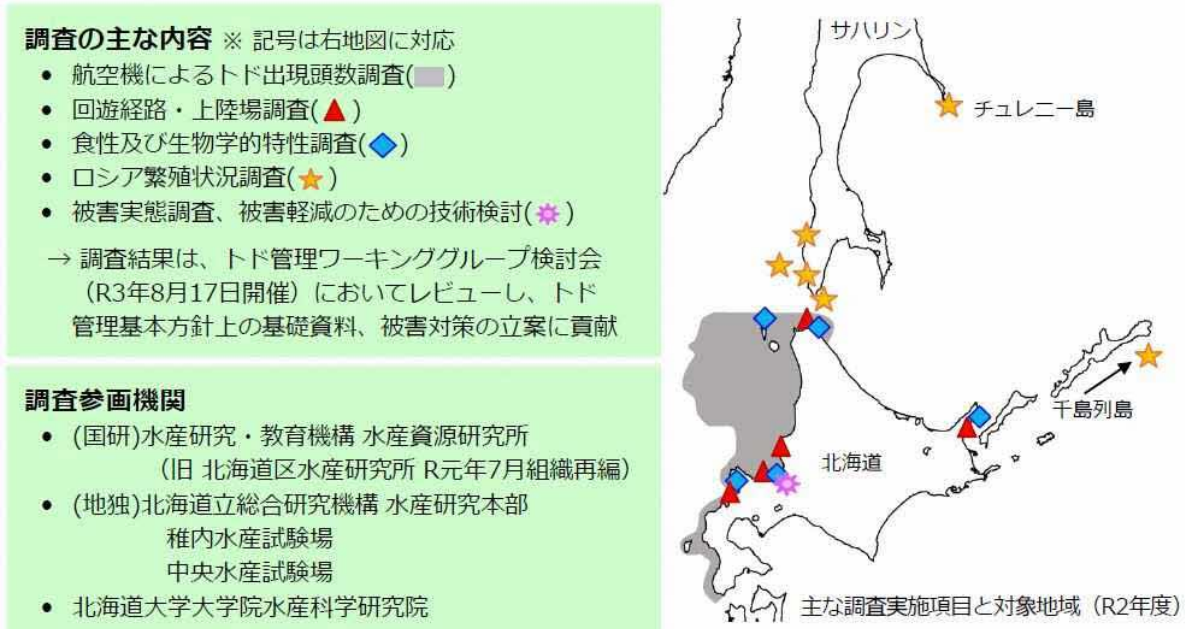 調査の主な内容 ※ 記号は右地図に対応
• 航空機によるトド出現頭数調査( )
• 回遊経路・上陸場調査( )
• 食性及び生物学的特性調査( )
• ロシア繁殖状況調査( )
• 被害実態調査、被害軽減のための技術検討( )
→ 調査結果は、トド管理ワーキンググループ検討会
（R3年8月17日開催）においてレビューし、トド
管理基本方針上の基礎資料、被害対策の立案に貢献
調査参画機関
• (国研)水産研究・教育機構 水産資源研究所
（旧 北海道区水産研究所 R元年7月組織再編）
• (地独)北海道立総合研究機構 水産研究本部
稚内水産試験場
中央水産試験場
• 北海道大学大学院水産科学研究院
サハリン
チュレニー島
千島列島
北海道
主な調査実施項目と対象地域（R2年度）